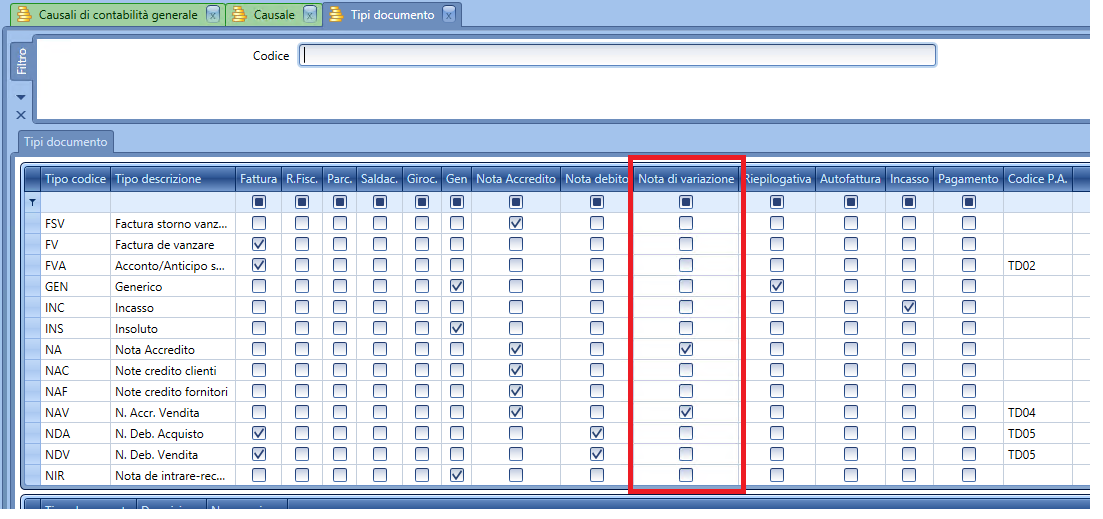 Causali di contabilità generale x Causale x Tipi documento x
Filtro
Codice
Tipi documento
Tipo codice Tipo descrizione Fattura R.Fisc. Parc. Saldac. Giroc. Gen Nota Accredito Nota debito Nota di variazione Riepilogativa Autofattura Incasso Pagamento Codice P.A.
FSV Factura storno vanz...
FV Factura de vanzare
FVA Acconto/Anticipo s... TD02
GEN Generico
INC Incasso
INS Insoluto
NA Nota Accredito
NAC Note credito clienti
NAF Note credito fornitori
NAV N. Accr. Vendita TD04
NDA N. Deb. Acquisto TD05
NDV N. Deb. Vendita TD05
NIR Nota de intrare-rec...